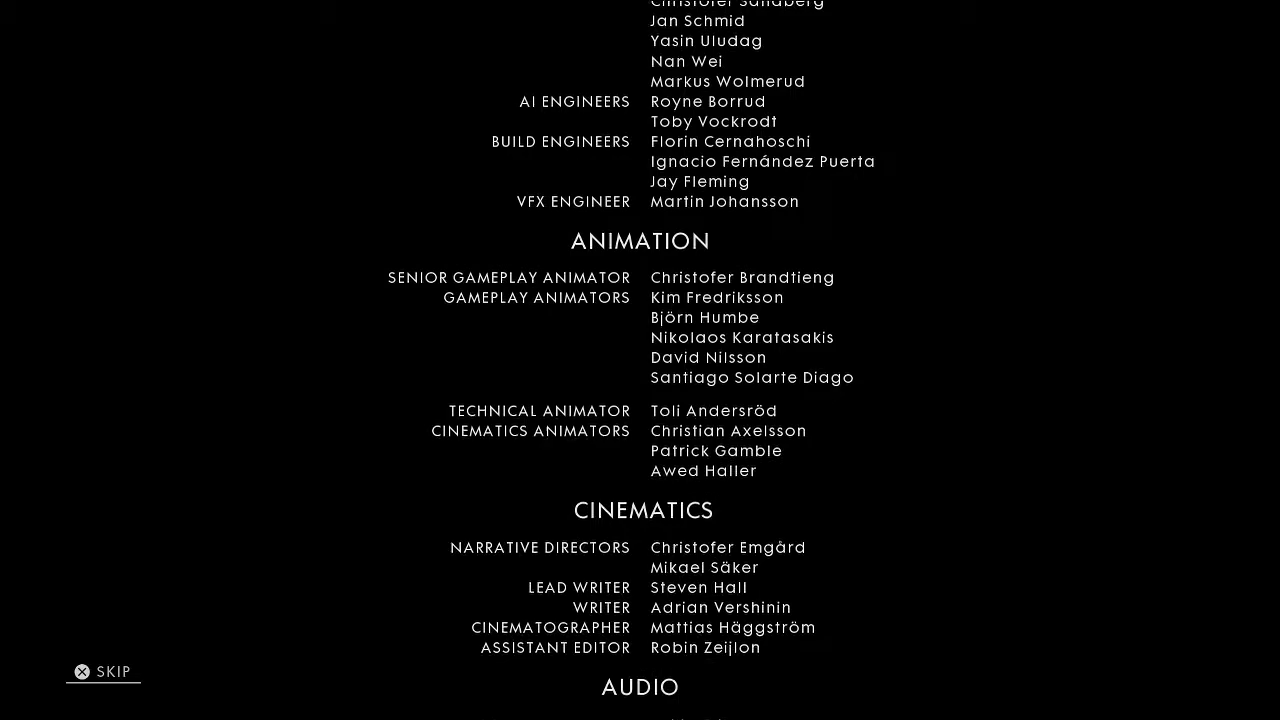 Christofer Sundberg
Jan Schmid
Yasin Uludag
Nan Wei
Markus Wolmerud
AI ENGINEERS Royne Borrud
Toby Vockrodt
BUILD ENGINEERS Florin Cernahoschi
Ignacio Fernández Puerta
Jay Fleming
VFX ENGINEER Martin Johansson
ANIMATION
SENIOR GAMEPLAY ANIMATOR Christofer Brandtieng
GAMEPLAY ANIMATORS Kim Fredriksson
Björn Humbe
Nikolaos Karatasakis
David Nilsson
Santiago Solarte Diago
TECHNICAL ANIMATOR Toli Andersröd
CINEMATICS ANIMATORS Christian Axelsson
Patrick Gamble
Awed Haller
CINEMATICS
NARRATIVE DIRECTORS Christofer Emgård
Mikael Säker
LEAD WRITER Steven Hall
WRITER Adrian Vershinin
CINEMATOGRAPHER Mattias Häggström
ASSISTANT EDITOR Robin Zeijlon
SKIP
AUDIO